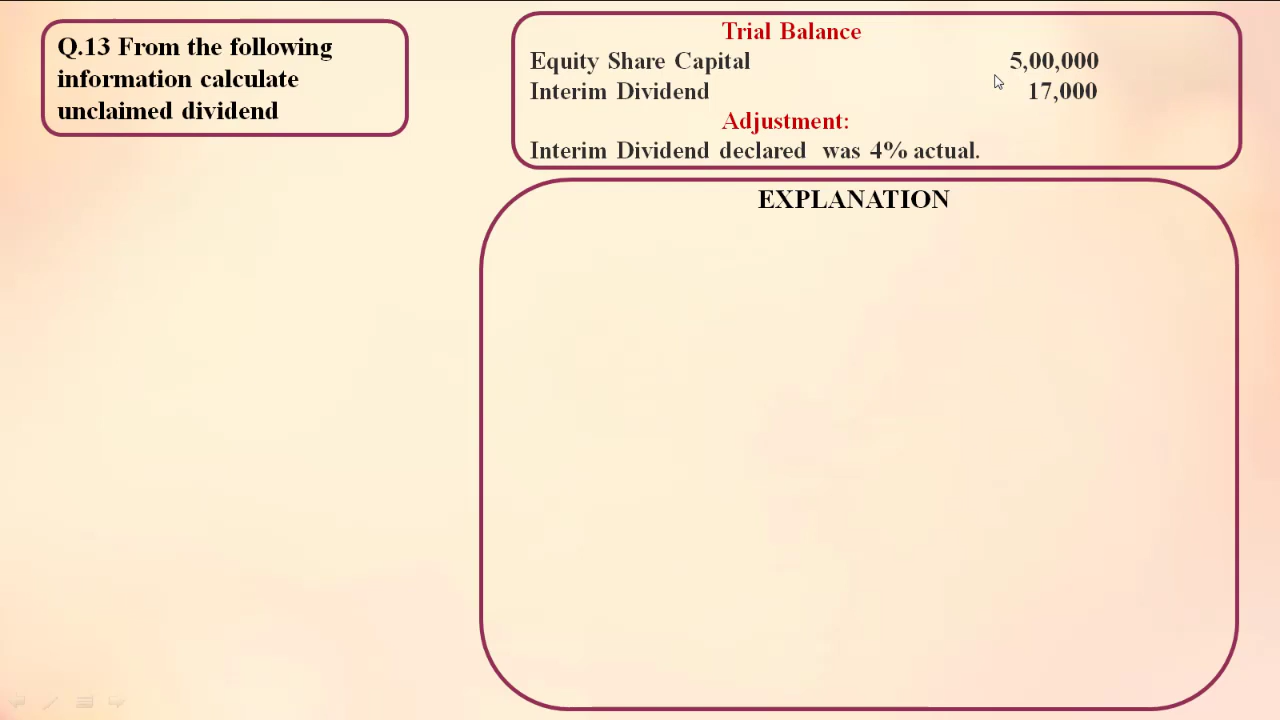 Q.13 From the following
information calculate
unclaimed dividend
Trial Balance
Equity Share Capital 5,00,000
Interim Dividend 17,000
Adjustment:
Interim Dividend declared was 4% actual.
EXPLANATION